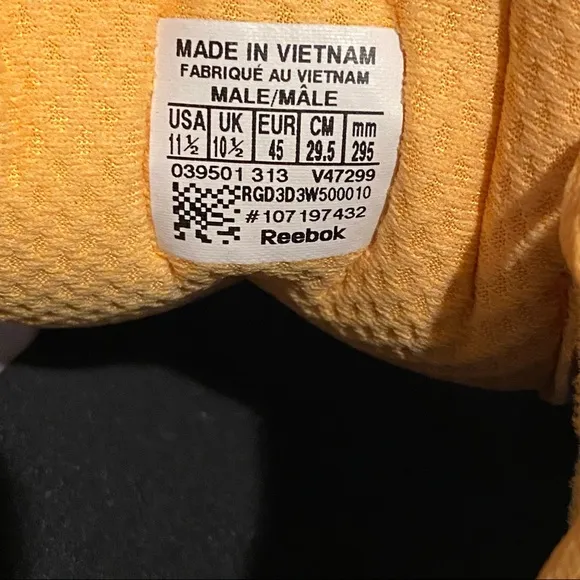 MADE IN VIETNAM
FABRIQUÉ AU VIETNAM
MALE/MÂLE
USA UK EUR CM mm
11½ 10½ 45 29.5 295
039501 313 V47299
RGD3D3W500010
#107197432
Reebok